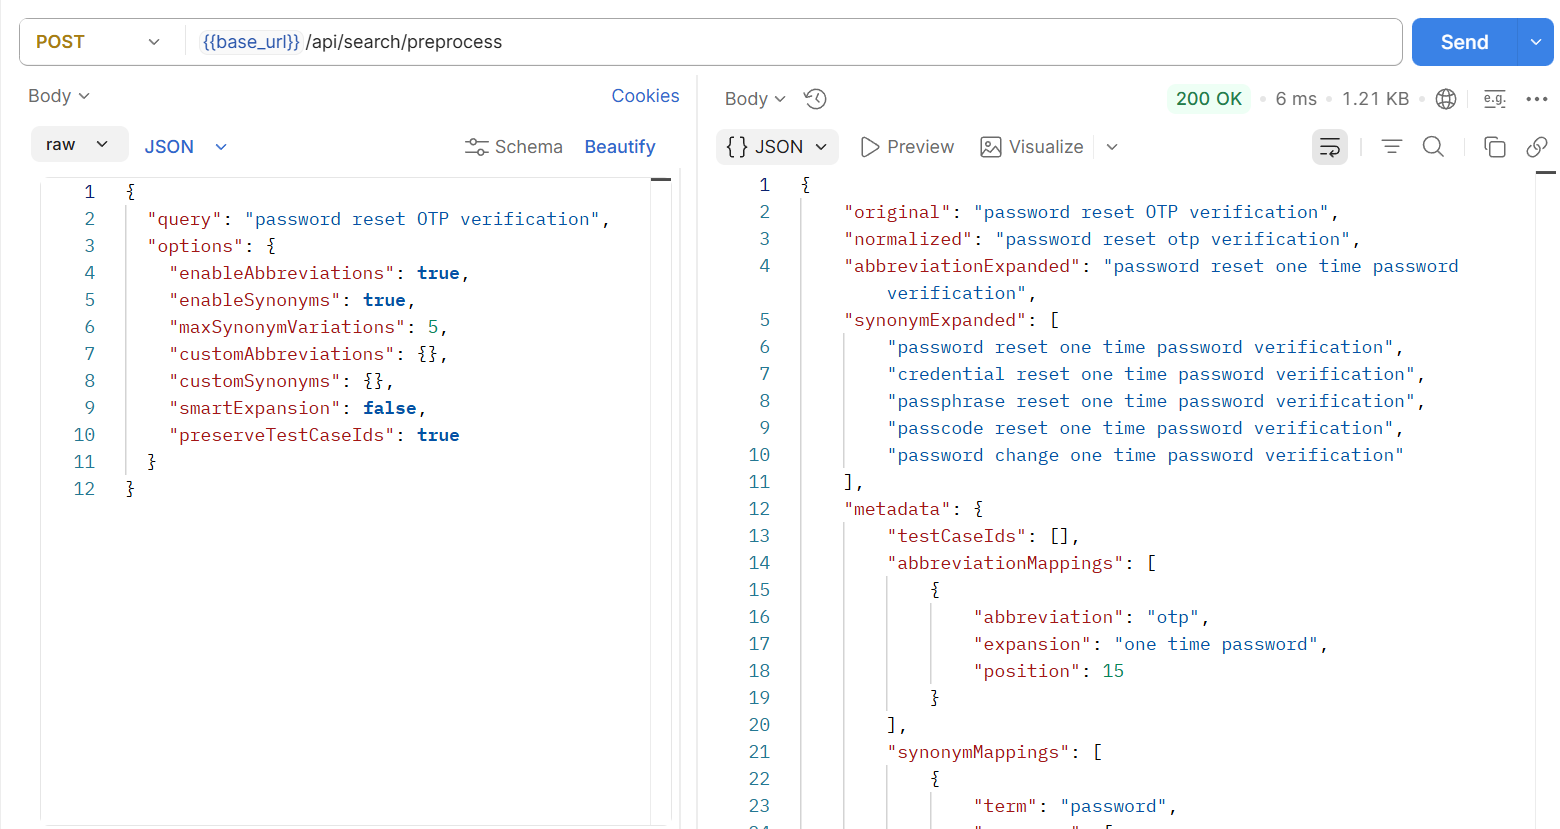 POST
{{base_url}} /api/search/preprocess
Send
Body
Cookies
raw
JSON
Schema
Beautify
1 {
2 "query": "password reset OTP verification",
3 "options": {
4 "enableAbbreviations": true,
5 "enableSynonyms": true,
6 "maxSynonymVariations": 5,
7 "customAbbreviations": {},
8 "customSynonyms": {},
9 "smartExpansion": false,
10 "preserveTestCaseIds": true
11 }
12 }
Body
200 OK • 6 ms • 1.21 KB •
e.g.
{} JSON
Preview
Visualize
1 {
2 "original": "password reset OTP verification",
3 "normalized": "password reset otp verification",
4 "abbreviationExpanded": "password reset one time password
verification",
5 "synonymExpanded": [
6 "password reset one time password verification",
7 "credential reset one time password verification",
8 "passphrase reset one time password verification",
9 "passcode reset one time password verification",
10 "password change one time password verification"
11 ],
12 "metadata": {
13 "testCaseIds": [],
14 "abbreviationMappings": [
15 {
16 "abbreviation": "otp",
17 "expansion": "one time password",
18 "position": 15
19 }
20 ],
21 "synonymMappings": [
22 {
23 "term": "password",